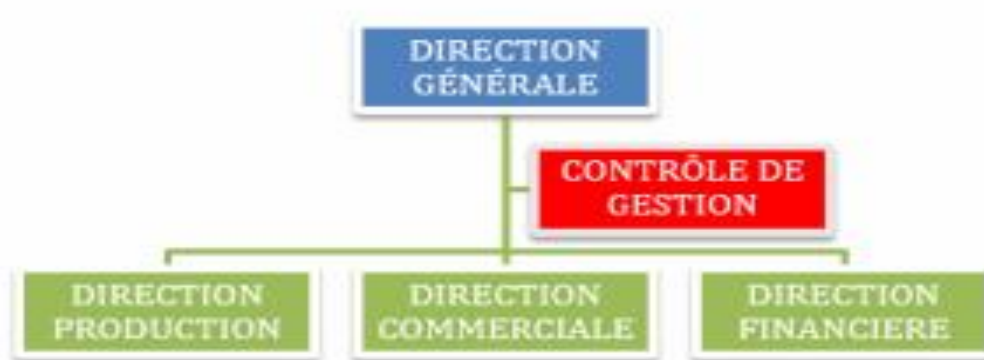 DIRECTION
GÉNÉRALE
CONTRÔLE DE
GESTION
DIRECTION
PRODUCTION
DIRECTION
COMMERCIALE
DIRECTION
FINANCIERE